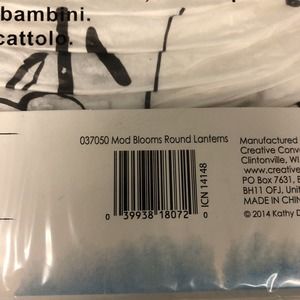 bambini.
cattolo.
037050 Mod Blooms Round Lanterns
ICN 14148
0 39938 18072 0
Manufactured
Creative Conv
Clintonville, WI
www.creative
PO Box 7631, B
BH11 OFJ, Unit
MADE IN CHIN
© 2014 Kathy D